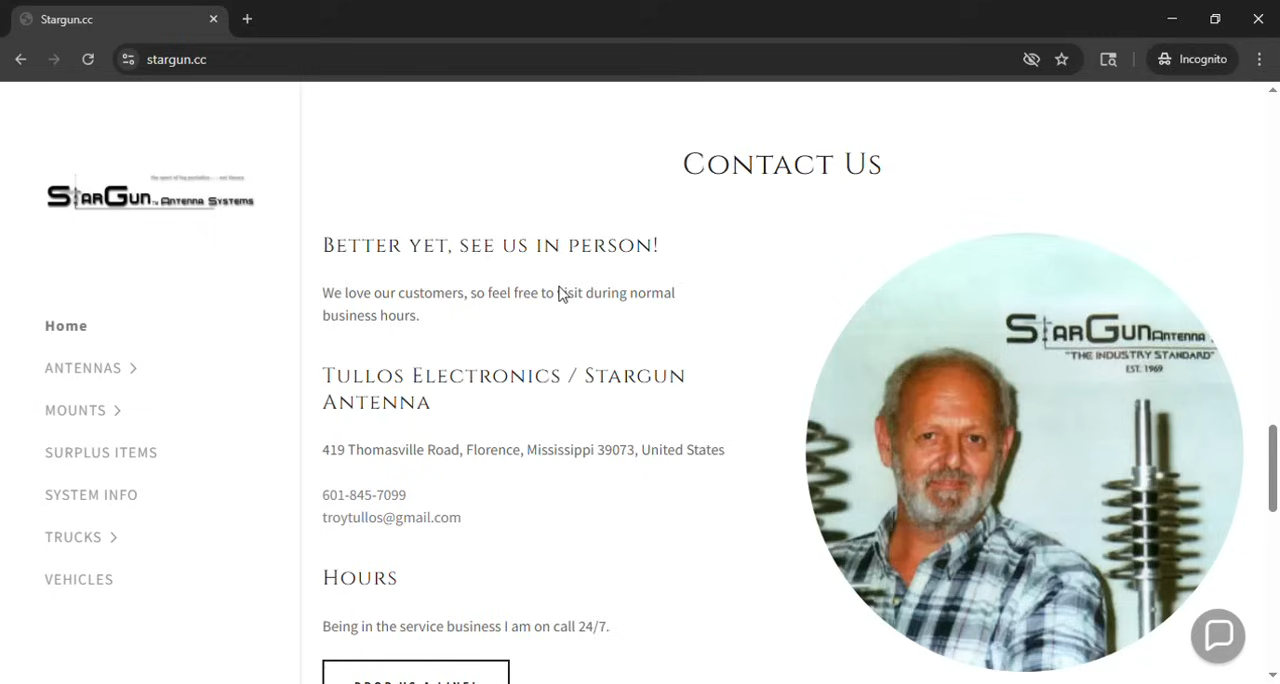 Stargun.cc
stargun.cc
Incognito
STARGUN ANTENNA SYSTEMS
Home
ANTENNAS
MOUNTS
SURPLUS ITEMS
SYSTEM INFO
TRUCKS
VEHICLES
CONTACT US
BETTER YET, SEE US IN PERSON!
We love our customers, so feel free to visit during normal
business hours.
TULLOS ELECTRONICS / STARGUN
ANTENNA
419 Thomasville Road, Florence, Mississippi 39073, United States
601-845-7099
troytullos@gmail.com
HOURS
Being in the service business I am on call 24/7.
STARGUN ANTENNA
"THE INDUSTRY STANDARD"
EST. 1969